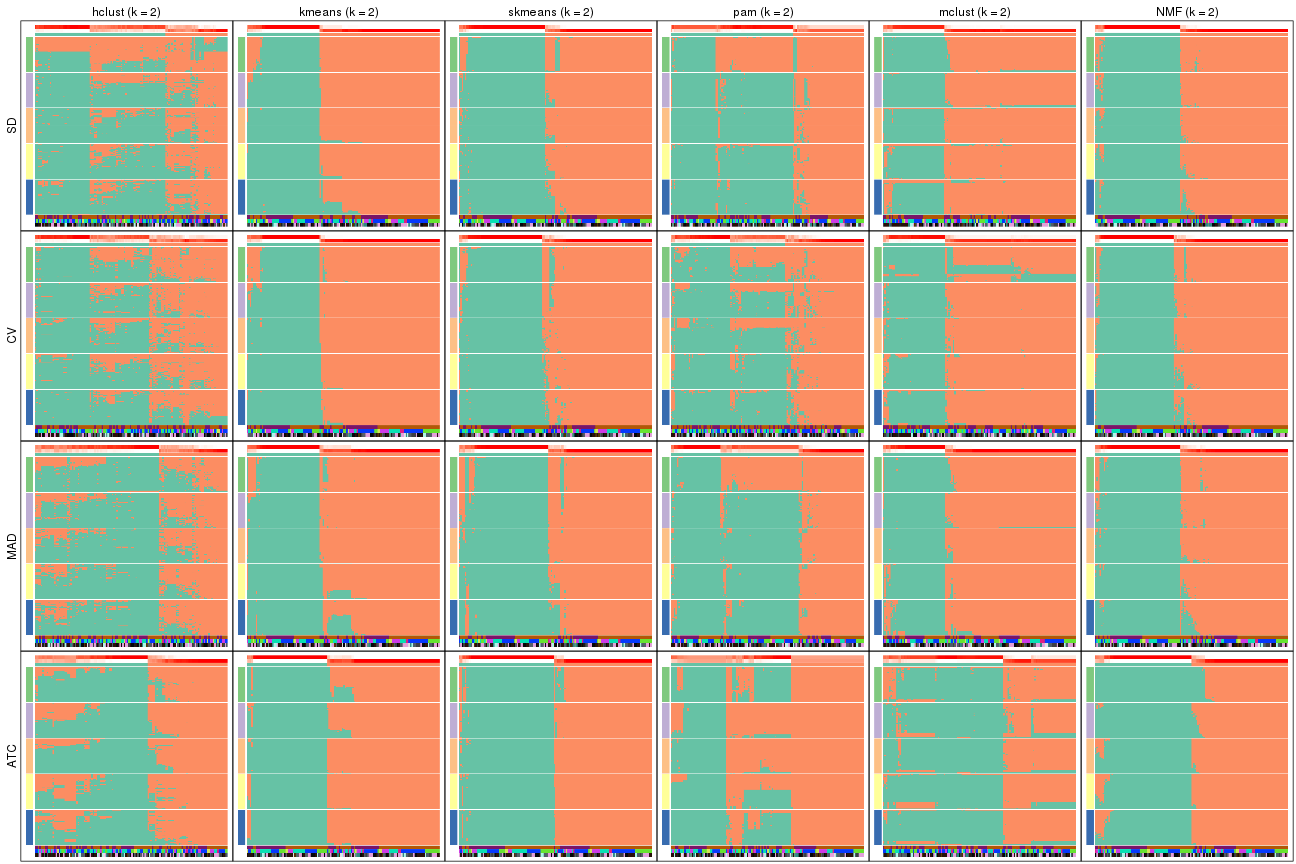 hclust (k = 2) kmeans (k = 2) skmeans (k = 2) pam (k = 2) mclust (k = 2) NMF (k = 2)
SD
CV
MAD
ATC